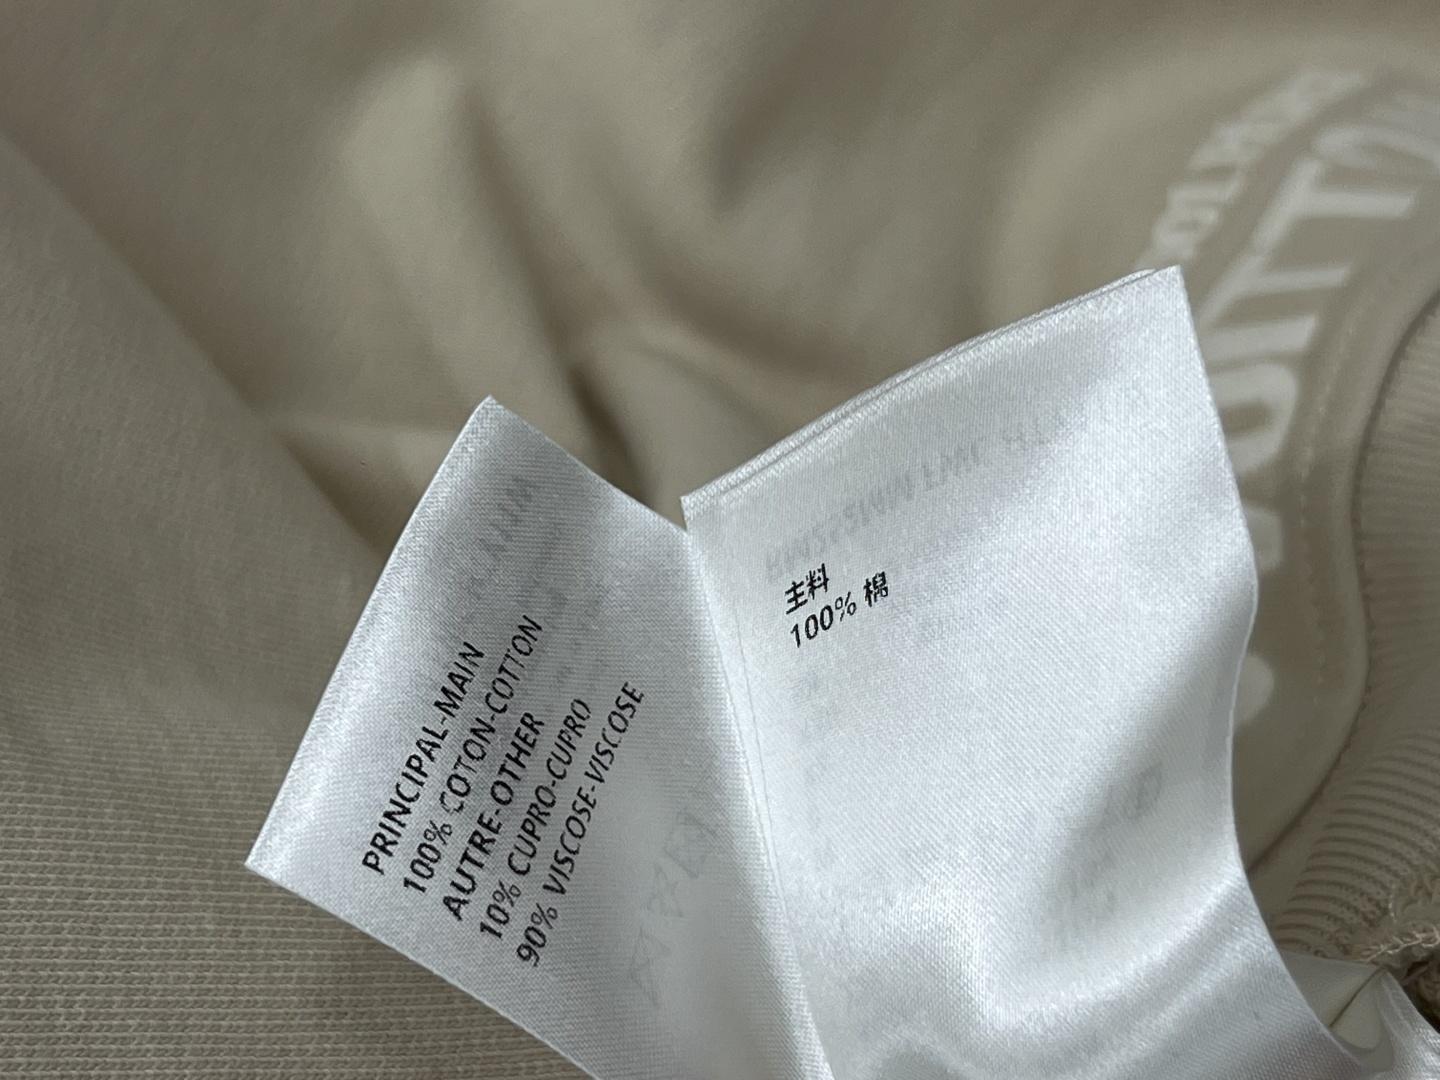 PRINCIPAL-MAIN
100% COTON-COTTON
AUTRE-OTHER
10% CUPRO-CUPRO
90% VISCOSE-VISCOSE
主料
100% 棉